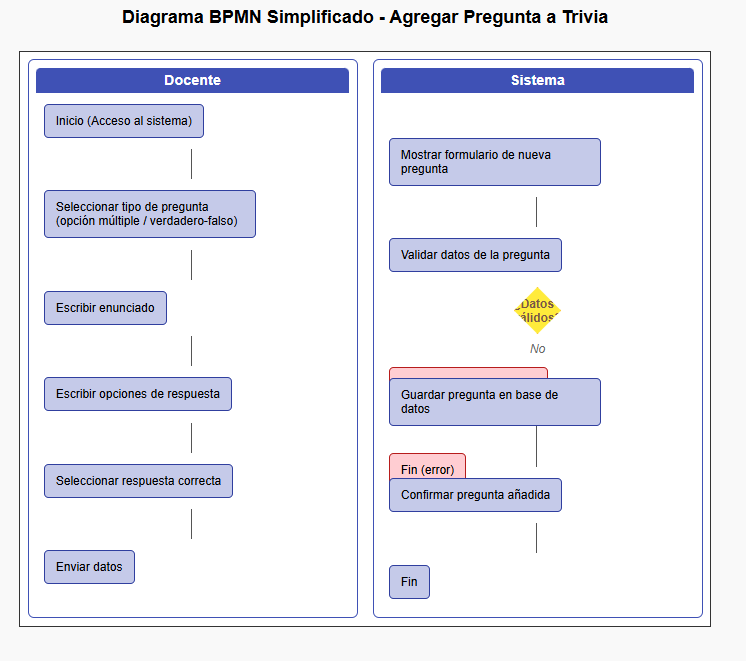 Diagrama BPMN Simplificado - Agregar Pregunta a Trivia
Docente
Inicio (Acceso al sistema)
Seleccionar tipo de pregunta
(opción múltiple / verdadero-falso)
Escribir enunciado
Escribir opciones de respuesta
Seleccionar respuesta correcta
Enviar datos
Sistema
Mostrar formulario de nueva
pregunta
Validar datos de la pregunta
¿Datos
No
Guardar pregunta en base de
datos
Fin (error)
Confirmar pregunta añadida
Fin